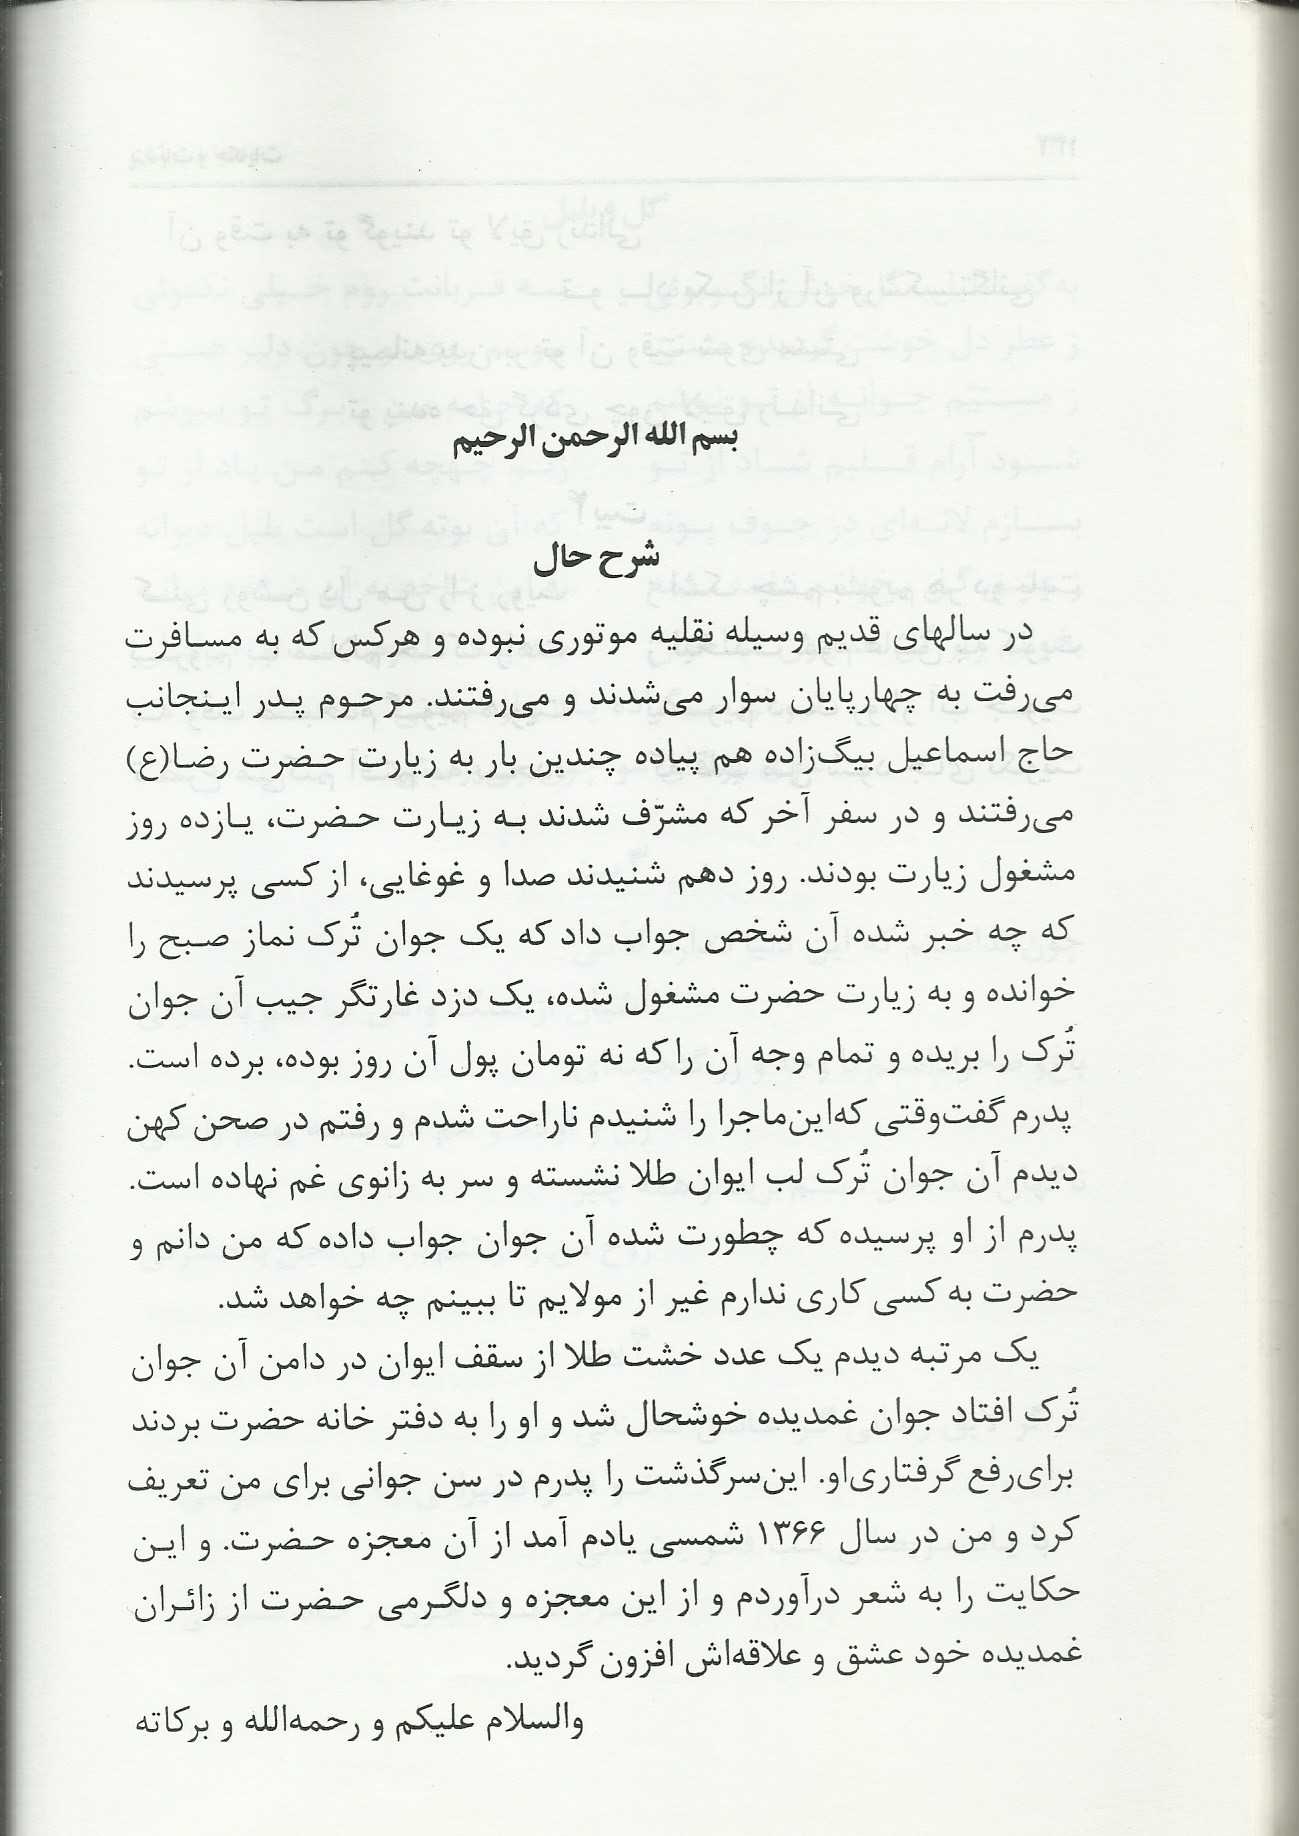 بسم الله الرحمن الرحیم
شرح حال
در سالهای قدیم وسیله نقلیه موتوری نبوده و هرکس که به مسافرت
می‌رفت به چهارپایان سوار می‌شدند و می‌رفتند. مرحوم پدر اینجانب
حاج اسماعیل بیگ‌زاده هم پیاده چندین بار به زیارت حضرت رضا(ع)
می‌رفتند و در سفر آخر که مشرّف شدند به زیارت حضرت، یازده روز
مشغول زیارت بودند. روز دهم شنیدند صدا و غوغایی، از کسی پرسیدند
که چه خبر شده آن شخص جواب داد که یک جوان تُرک نماز صبح را
خوانده و به زیارت حضرت مشغول شده، یک دزد غارتگر جیب آن جوان
تُرک را بریده و تمام وجه آن را که نه تومان پول آن روز بوده، برده است.
پدرم گفت‌وقتی که‌این‌ماجرا را شنیدم ناراحت شدم و رفتم در صحن کهن
دیدم آن جوان تُرک لب ایوان طلا نشسته و سر به زانوی غم نهاده است.
پدرم از او پرسیده که چطورت شده آن جوان جواب داده که من دانم و
حضرت به کسی کاری ندارم غیر از مولایم تا ببینم چه خواهد شد.
یک مرتبه دیدم یک عدد خشت طلا از سقف ایوان در دامن آن جوان
تُرک افتاد جوان غمدیده خوشحال شد و او را به دفتر خانه حضرت بردند
برای‌رفع گرفتاری‌او. این‌سرگذشت را پدرم در سن جوانی برای من تعریف
کرد و من در سال ۱۳۶۶ شمسی یادم آمد از آن معجزه حضرت. و این
حکایت را به شعر درآوردم و از این معجزه و دلگرمی حضرت از زائران
غمدیده خود عشق و علاقه‌اش افزون گردید.
والسلام علیکم و رحمه‌الله و برکاته